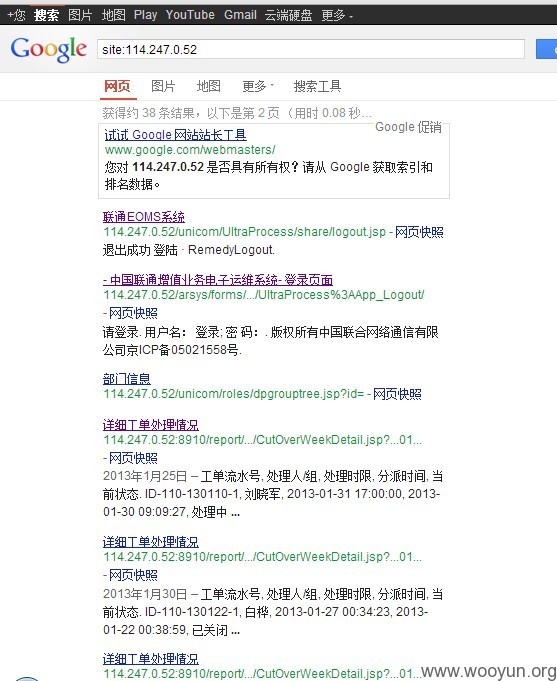 +您 搜索 图片 地图 Play YouTube Gmail 云端硬盘 更多
Google site:114.247.0.52
网页 图片 地图 更多 搜索工具
获得约 38 条结果，以下是第 2 页 （用时 0.08 秒...
Google 促销
试试 Google 网站站长工具
www.google.com/webmasters/
您对 114.247.0.52 是否具有所有权？请从 Google 获取索引和
排名数据。
联通EOMS系统
114.247.0.52/unicom/UltraProcess/share/logout.jsp - 网页快照
退出成功 登陆 · RemedyLogout.
- 中国联通增值业务电子运维系统- 登录页面
114.247.0.52/arsys/forms/.../UltraProcess%3AApp_Logout/
- 网页快照
请登录. 用户名： 登录; 密 码：. 版权所有中国联合网络通信有限
公司京ICP备05021558号.
部门信息
114.247.0.52/unicom/roles/dpgrouptree.jsp?id= - 网页快照
详细工单处理情况
114.247.0.52:8910/report/.../CutOverWeekDetail.jsp?...01...
- 网页快照
2013年1月25日 – 工单流水号, 处理人/组, 处理时限, 分派时间, 当
前状态. ID-110-130110-1, 刘晓军, 2013-01-31 17:00:00, 2013-
01-30 09:09:27, 处理中 ...
详细工单处理情况
114.247.0.52:8910/report/.../CutOverWeekDetail.jsp?...01...
- 网页快照
2013年1月30日 – 工单流水号, 处理人/组, 处理时限, 分派时间, 当
前状态. ID-110-130122-1, 白桦, 2013-01-27 00:34:23, 2013-
01-22 00:38:59, 已关闭 ...
详细工单处理情况
114.247.0.52:8910/report/.../CutOverWeekDetail.jsp?...01...
www.wooyun.org